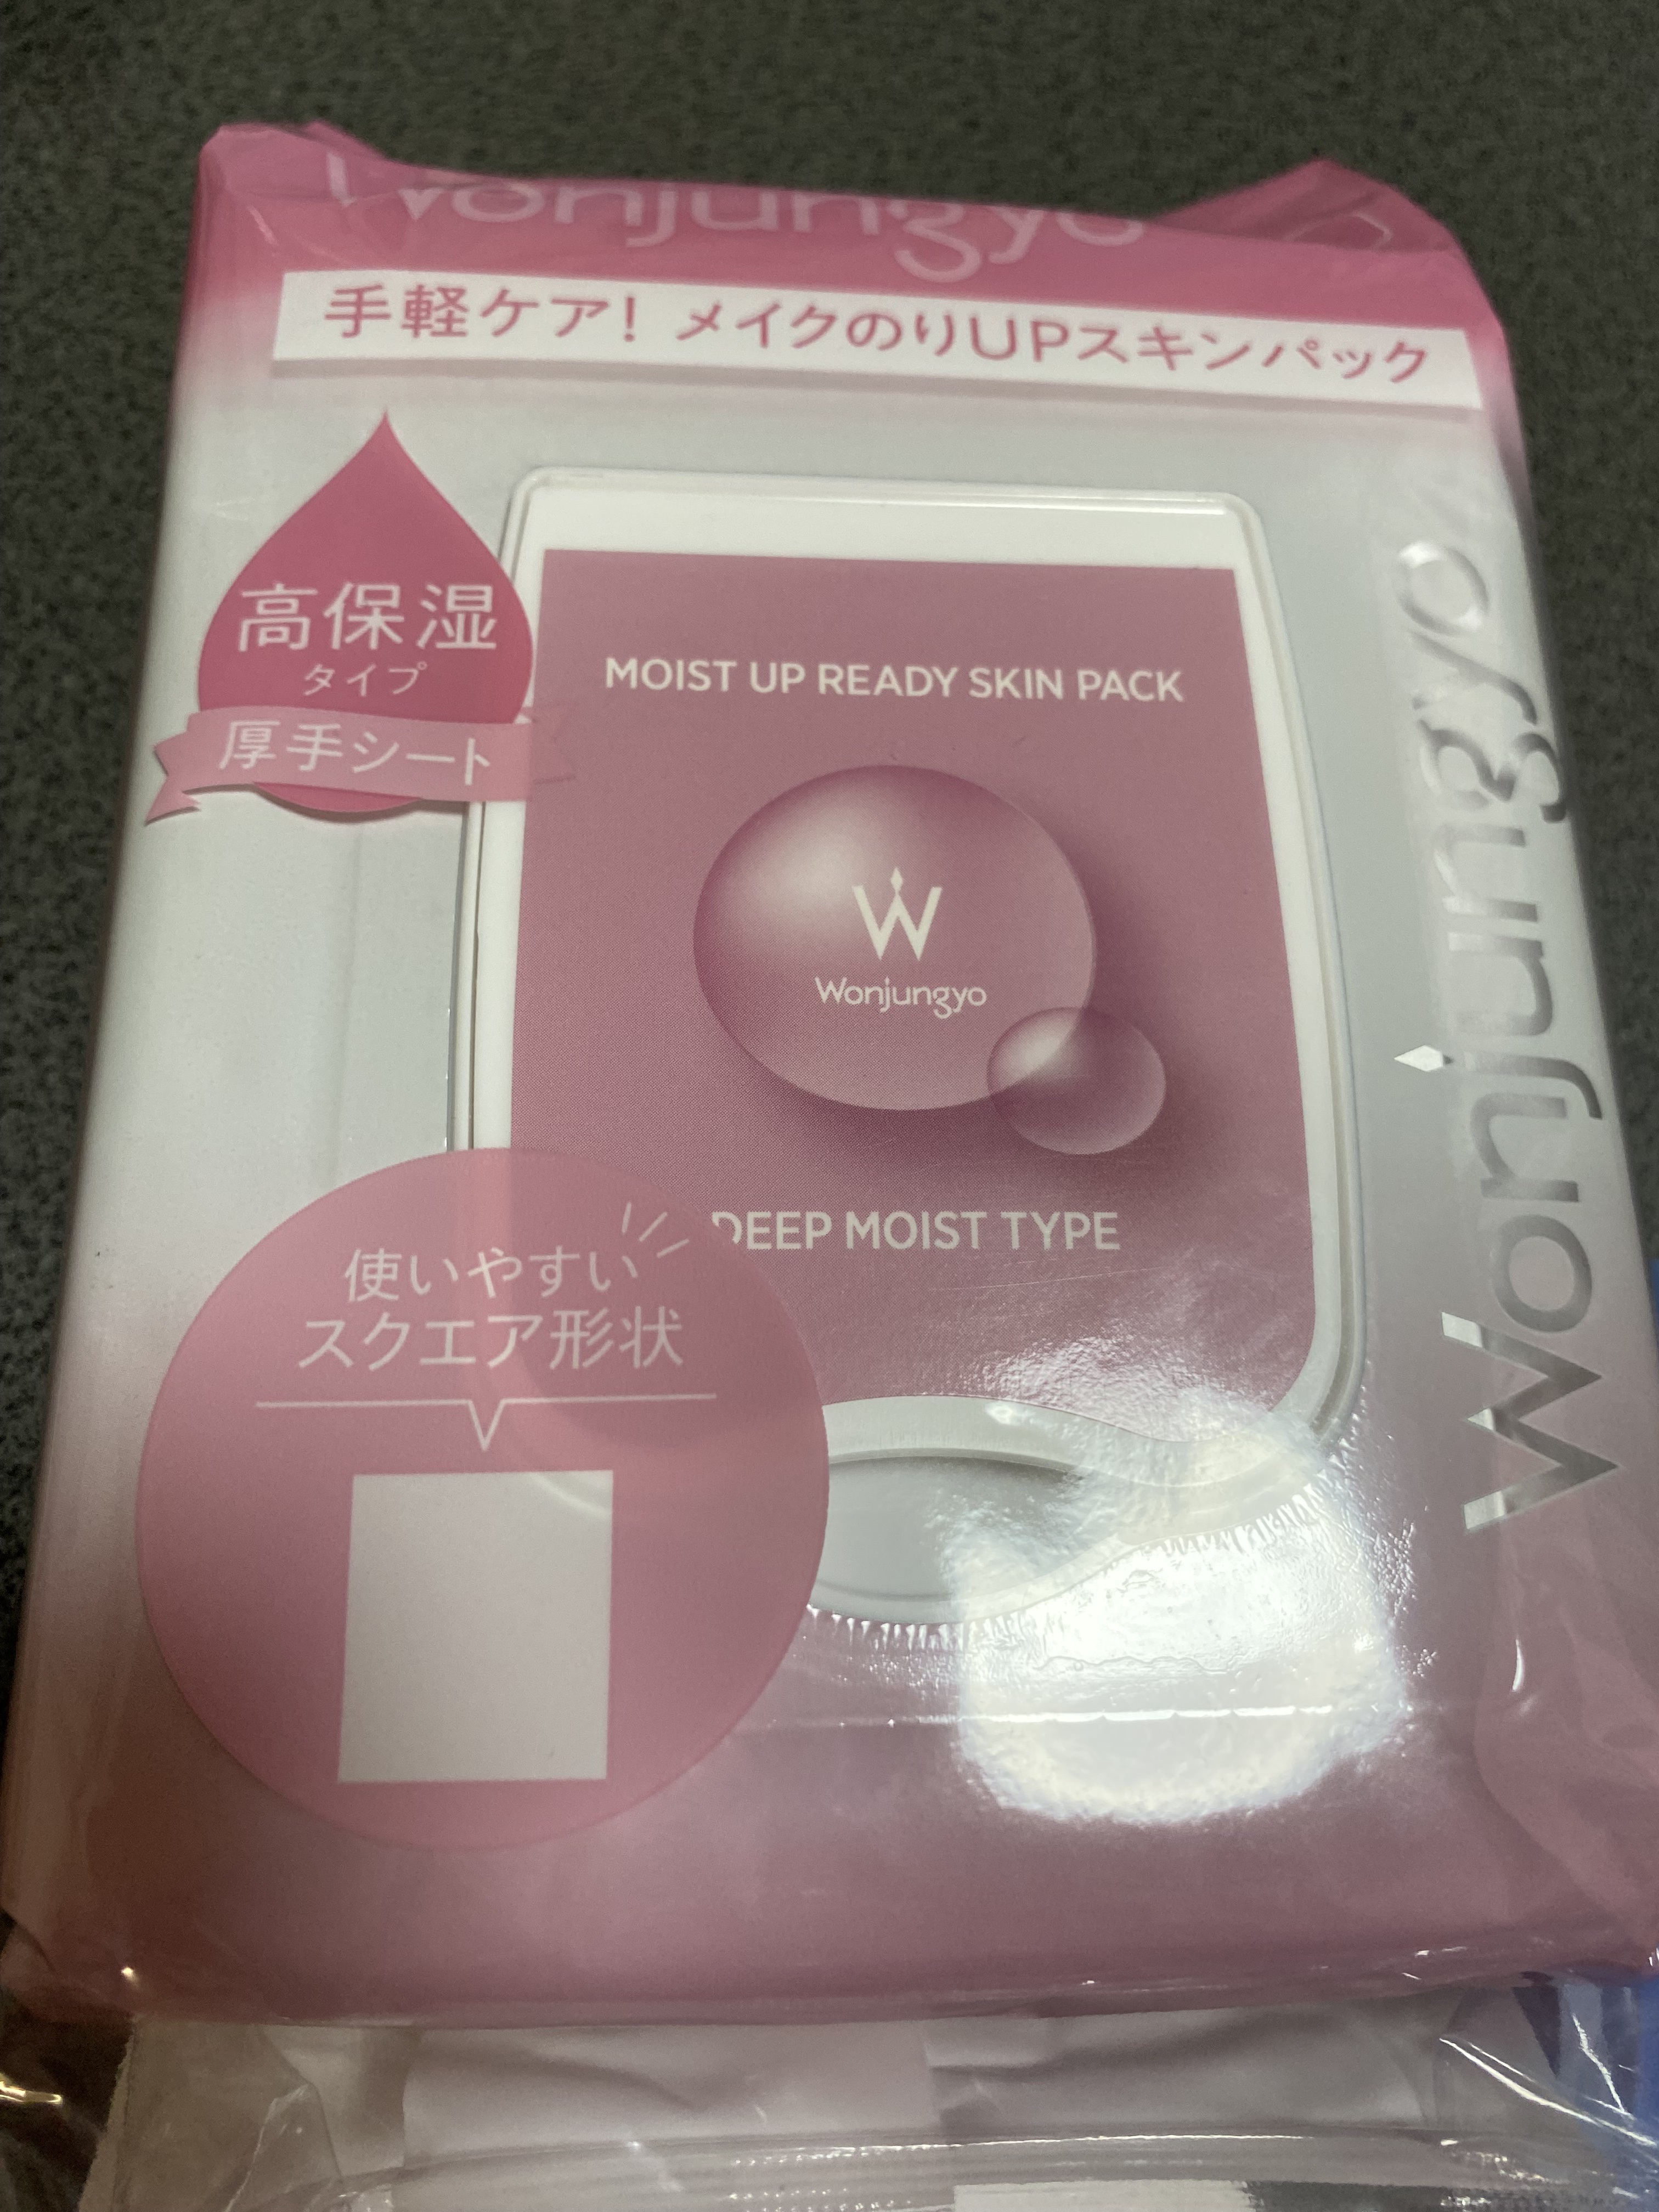 Wonjungyo
手軽ケア！ メイクのりUPスキンパック
高保湿
タイプ
厚手シート
MOIST UP READY SKIN PACK
W
Wonjungyo
DEEP MOIST TYPE
使いやすい
スクエア形状
Wonjungyo